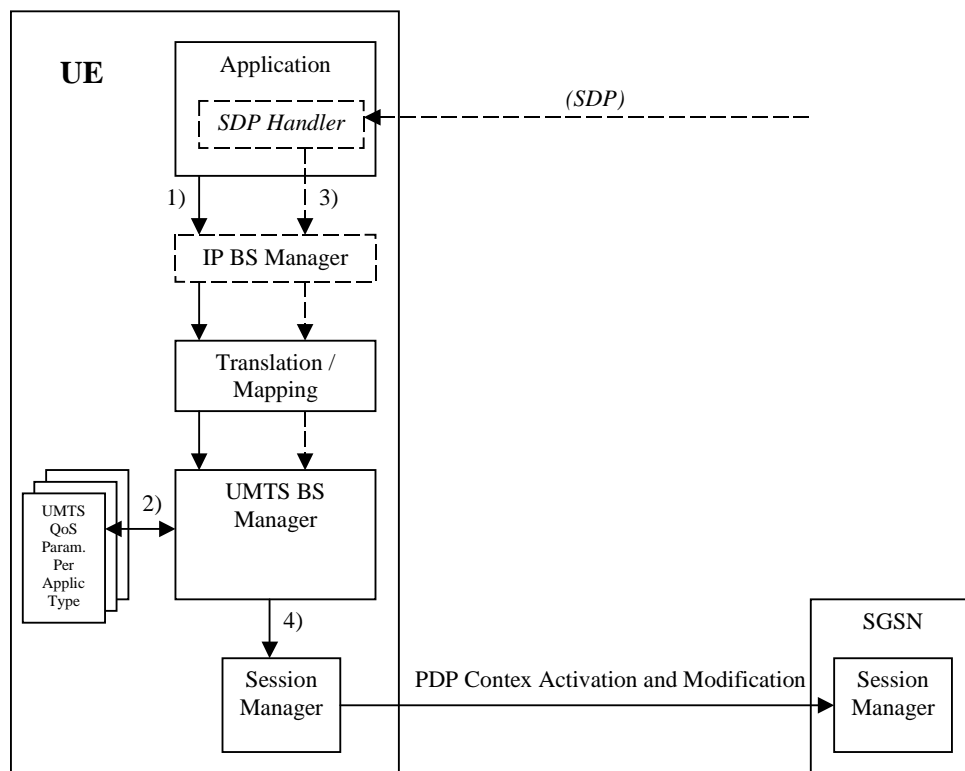 UE
Application
(SDP)
SDP Handler
1)
3)
IP BS Manager
Translation /
Mapping
UMTS BS
Manager
2)
UMTS
QoS
Param.
Per
Applic
Type
4)
SGSN
Session
Manager
PDP Contex Activation and Modification
Session
Manager